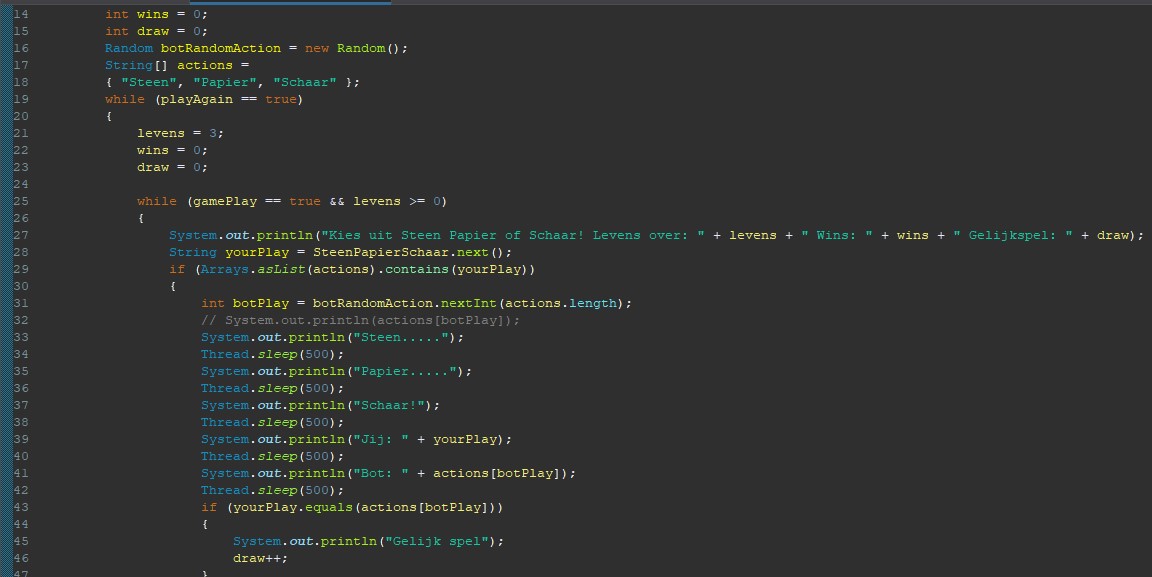 14 int wins = 0;
15 int draw = 0;
16 Random botRandomAction = new Random();
17 String[] actions =
18 { "Steen", "Papier", "Schaar" };
19 while (playAgain == true)
20 {
21 levens = 3;
22 wins = 0;
23 draw = 0;
24
25 while (gamePlay == true && levens >= 0)
26 {
27 System.out.println("Kies uit Steen Papier of Schaar! Levens over: " + levens + " Wins: " + wins + " Gelijkspel: " + draw);
28 String yourPlay = SteenPapierSchaar.next();
29 if (Arrays.asList(actions).contains(yourPlay))
30 {
31 int botPlay = botRandomAction.nextInt(actions.length);
32 // System.out.println(actions[botPlay]);
33 System.out.println("Steen.....");
34 Thread.sleep(500);
35 System.out.println("Papier.....");
36 Thread.sleep(500);
37 System.out.println("Schaar!");
38 Thread.sleep(500);
39 System.out.println("Jij: " + yourPlay);
40 Thread.sleep(500);
41 System.out.println("Bot: " + actions[botPlay]);
42 Thread.sleep(500);
43 if (yourPlay.equals(actions[botPlay]))
44 {
45 System.out.println("Gelijk spel");
46 draw++;
47 }